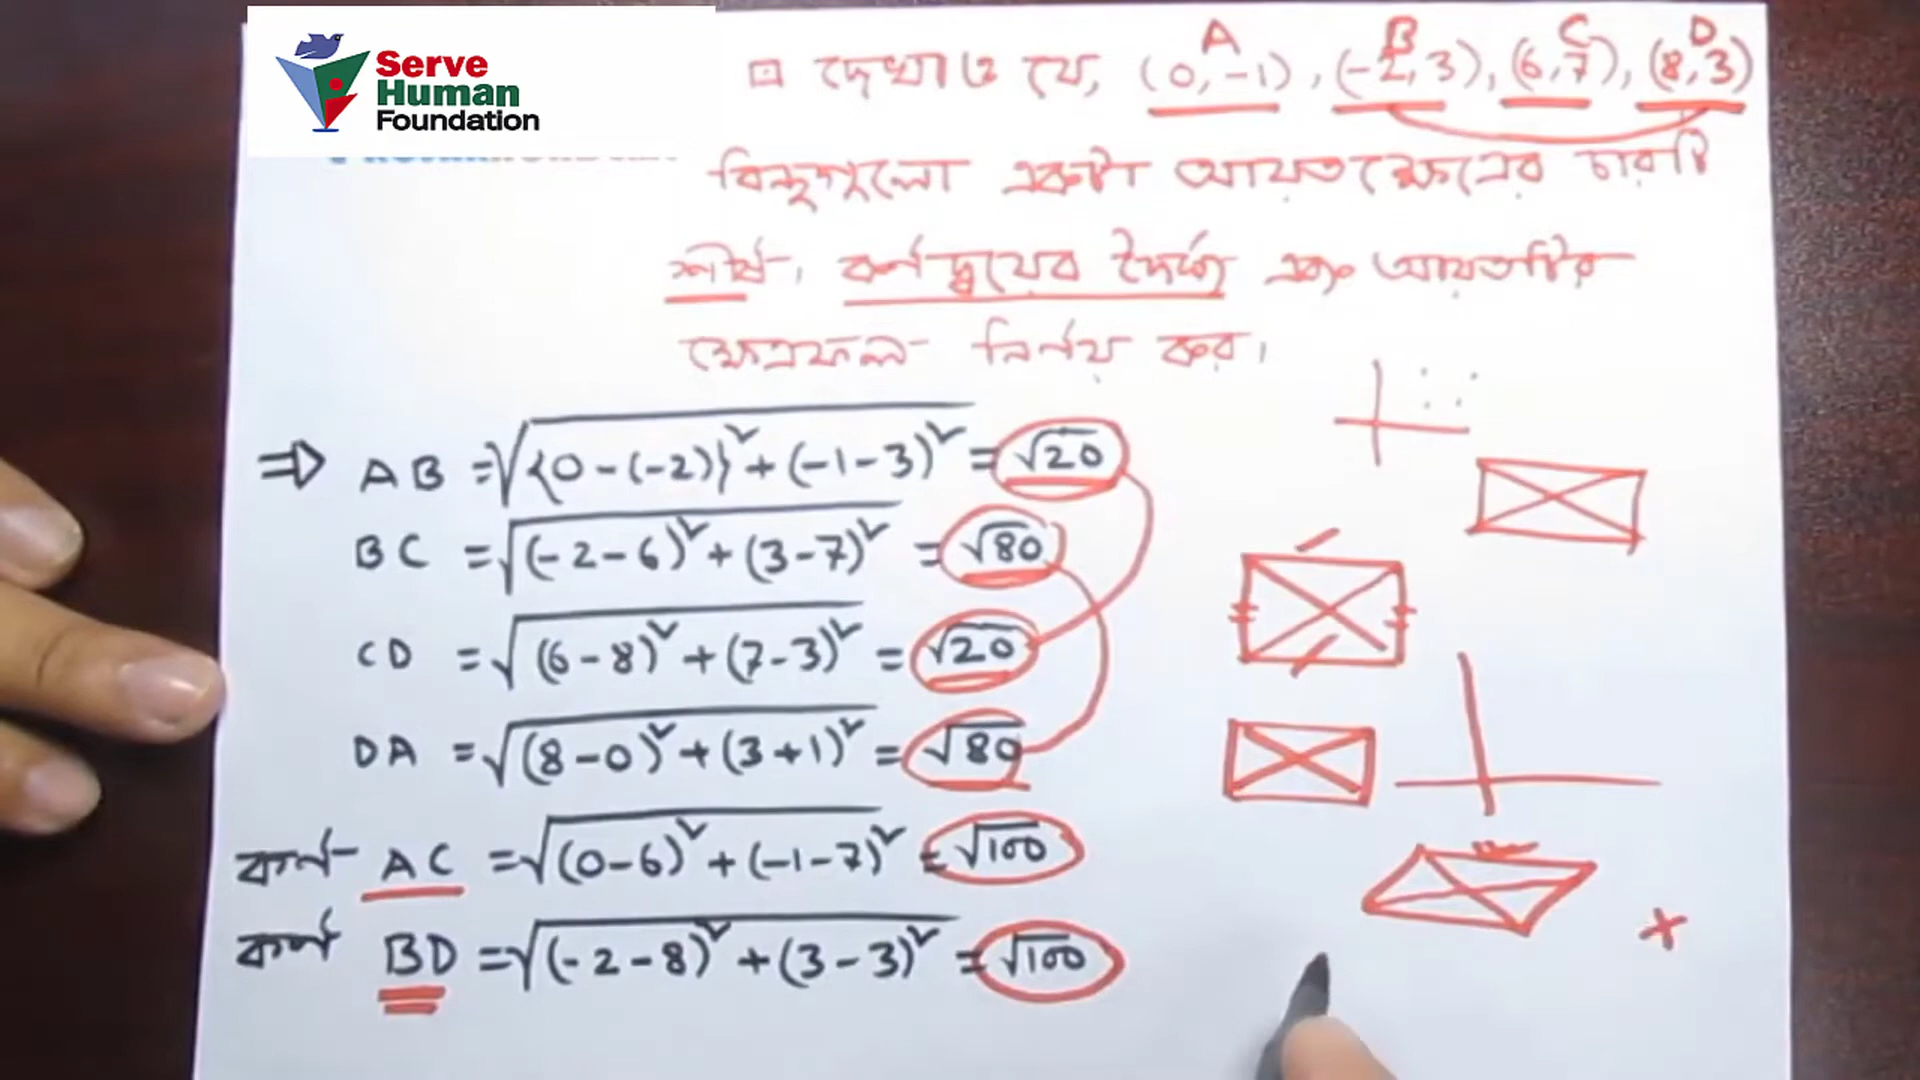 Serve
Human
Foundation
A B C D
□ দেখাও যে, (0,-1), (-2,3), (6,7), (8,3)
বিন্দুগুলো একটা আয়তক্ষেত্রের চারটি
শীর্ষ। কর্ণদ্বয়ের দৈর্ঘ্য এবং আয়তটির
ক্ষেত্রফল নির্ণয় কর।
⇒ AB = √{0-(-2)}² + (-1-3)² = √20
BC = √(-2-6)² + (3-7)² = √80
CD = √(6-8)² + (7-3)² = √20
DA = √(8-0)² + (3+1)² = √80
কর্ণ AC = √(0-6)² + (-1-7)² = √100
কর্ণ BD = √(-2-8)² + (3-3)² = √100